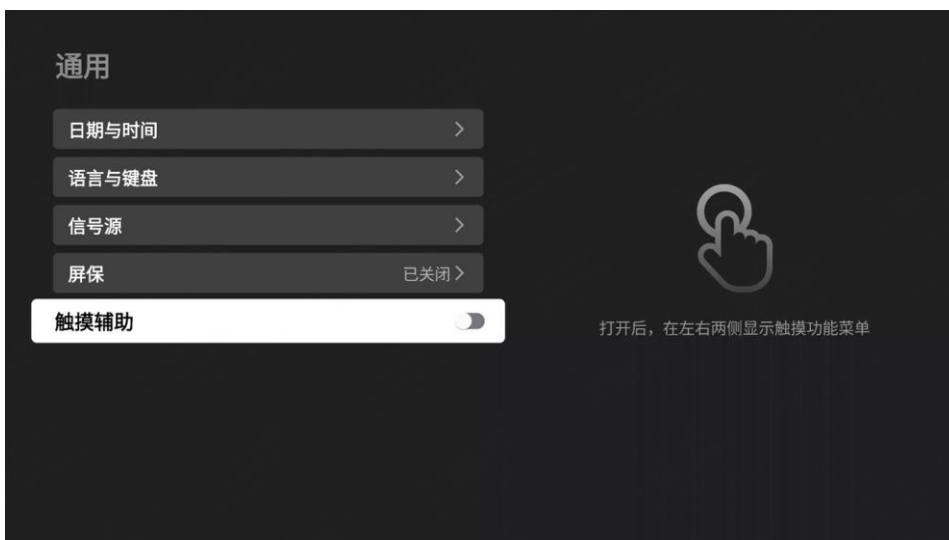 通用
日期与时间
语言与键盘
信号源
屏保 已关闭
触摸辅助
打开后，在左右两侧显示触摸功能菜单